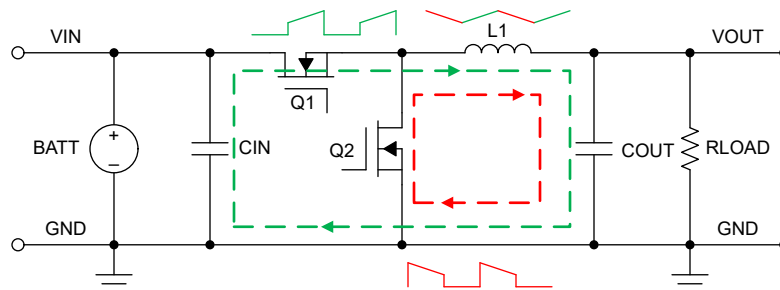 VIN
L1
VOUT
Q1
BATT
+
–
CIN
Q2
COUT
RLOAD
GND
GND